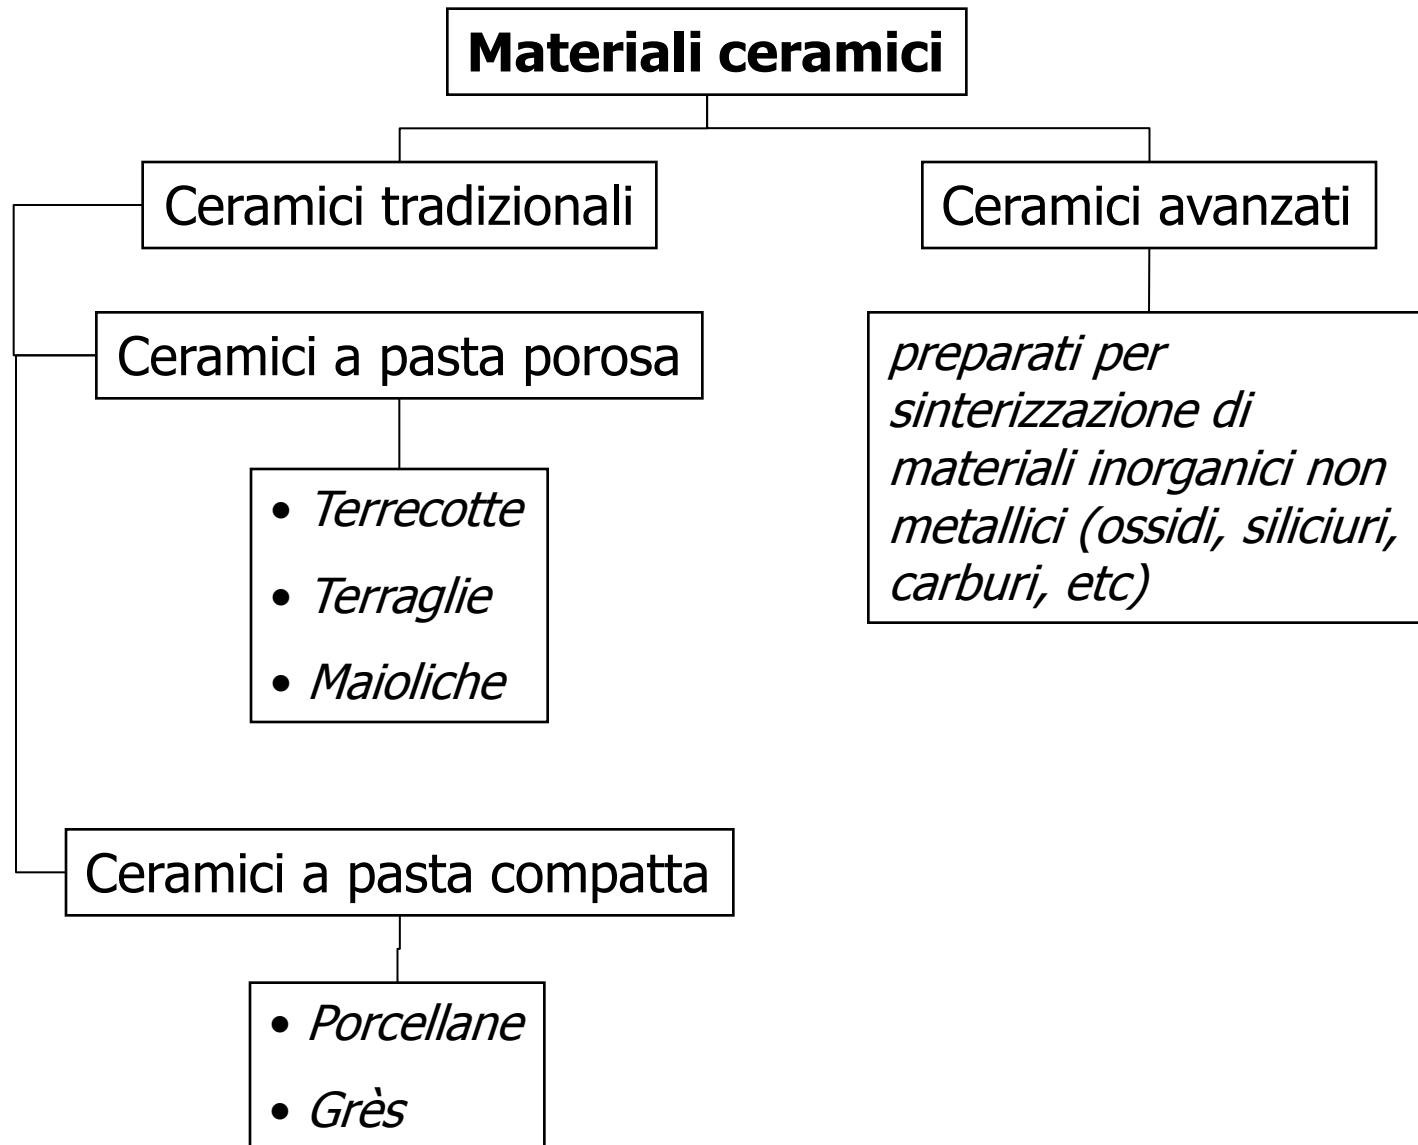 Materiali ceramici
Ceramici tradizionali
Ceramici avanzati
Ceramici a pasta porosa
• Terrecotte
• Terraglie
• Maioliche
preparati per
sinterizzazione di
materiali inorganici non
metallici (ossidi, siliciuri,
carburi, etc)
Ceramici a pasta compatta
• Porcellane
• Grès